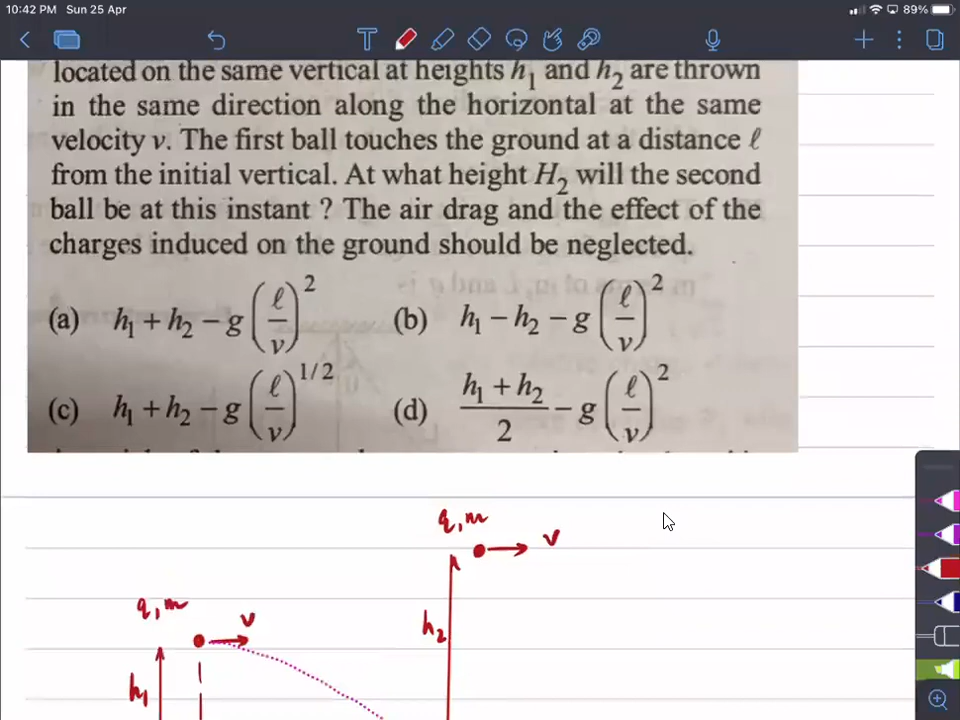 10:42 PM Sun 25 Apr
89%
located on the same vertical at heights h₁ and h₂ are thrown
in the same direction along the horizontal at the same
velocity v. The first ball touches the ground at a distance ℓ
from the initial vertical. At what height H₂ will the second
ball be at this instant ? The air drag and the effect of the
charges induced on the ground should be neglected.
(a) h₁ + h₂ − g (ℓ/v)² (b) h₁ − h₂ − g (ℓ/v)²
(c) h₁ + h₂ − g (ℓ/v)^1/2 (d) (h₁ + h₂)/2 − g (ℓ/v)²
q, m
v
h₂
q, m
v
h₁